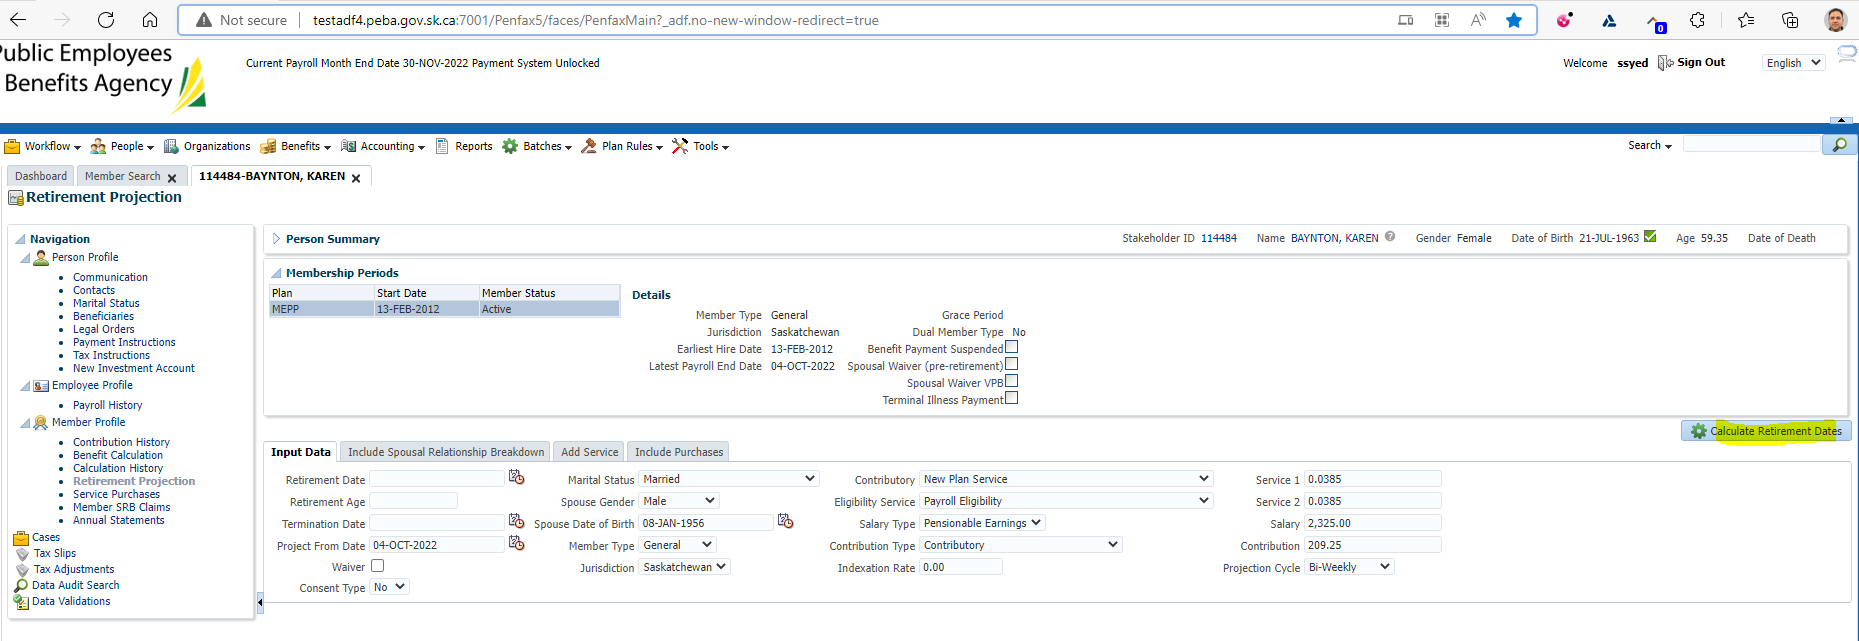 Not secure testadf4.peba.gov.sk.ca:7001/Penfax5/faces/PenfaxMain?_adf.no-new-window-redirect=true 0
Public Employees
Benefits Agency
Current Payroll Month End Date 30-NOV-2022 Payment System Unlocked
Welcome ssyed Sign Out English
Workflow People Organizations Benefits Accounting Reports Batches Plan Rules Tools Search
Dashboard Member Search 114484-BAYNTON, KAREN
Retirement Projection
Navigation
Person Profile
Communication
Contacts
Marital Status
Beneficiaries
Legal Orders
Payment Instructions
Tax Instructions
New Investment Account
Employee Profile
Payroll History
Member Profile
Contribution History
Benefit Calculation
Calculation History
Retirement Projection
Service Purchases
Member SRB Claims
Annual Statements
Cases
Tax Slips
Tax Adjustments
Data Audit Search
Data Validations
Person Summary Stakeholder ID 114484 Name BAYNTON, KAREN Gender Female Date of Birth 21-JUL-1963 Age 59.35 Date of Death
Membership Periods
Plan Start Date Member Status
MEPP 13-FEB-2012 Active
Details
Member Type General Grace Period
Jurisdiction Saskatchewan Dual Member Type No
Earliest Hire Date 13-FEB-2012 Benefit Payment Suspended
Latest Payroll End Date 04-OCT-2022 Spousal Waiver (pre-retirement)
Spousal Waiver VPB
Terminal Illness Payment
Calculate Retirement Dates
Input Data Include Spousal Relationship Breakdown Add Service Include Purchases
Retirement Date Marital Status Married Contributory New Plan Service Service 1 0.0385
Retirement Age Spouse Gender Male Eligibility Service Payroll Eligibility Service 2 0.0385
Termination Date Spouse Date of Birth 08-JAN-1956 Salary Type Pensionable Earnings Salary 2,325.00
Project From Date 04-OCT-2022 Member Type General Contribution Type Contributory Contribution 209.25
Waiver Jurisdiction Saskatchewan Indexation Rate 0.00 Projection Cycle Bi-Weekly
Consent Type No